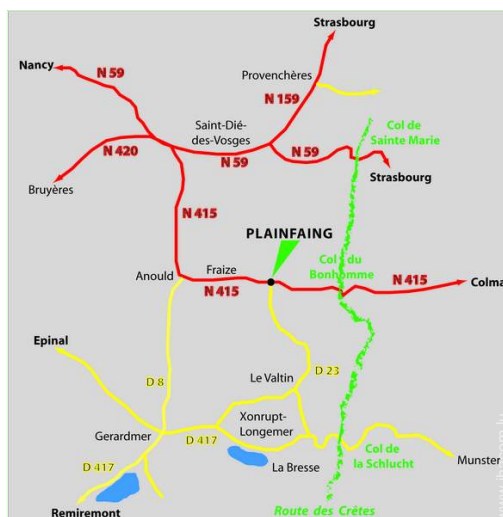 Strasbourg
Nancy
N 59
Provenchères
N 159
Saint-Dié-
des-Vosges
Col de
Sainte Marie
N 420
N 59
N 59
Bruyères
Strasbourg
N 415
PLAINFAING
Anould
Fraize
Col du
Bonhomme
N 415
N 415
Colma
Epinal
D 8
Le Valtin
D 23
Gerardmer
D 417
Xonrupt-
Longemer
La Bresse
Col de
la Schlucht
Munster
D 417
Remiremont
Route des Crêtes